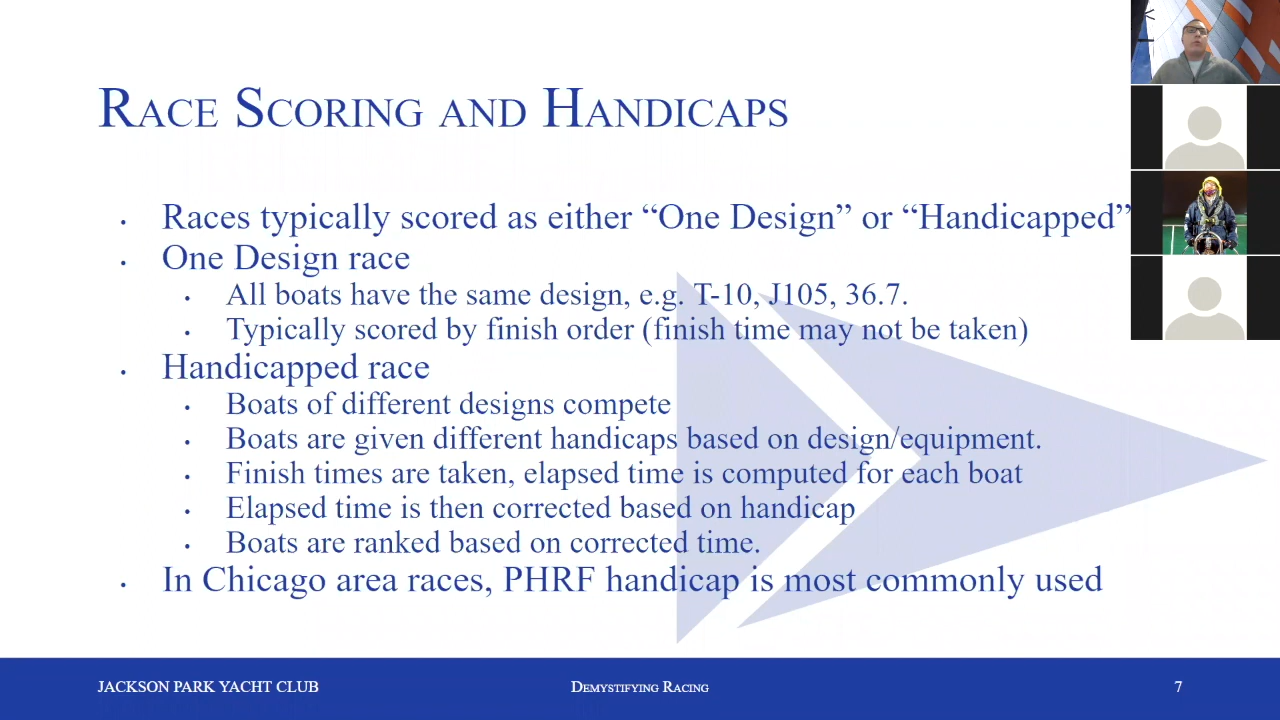 RACE SCORING AND HANDICAPS
• Races typically scored as either “One Design” or “Handicapped”
• One Design race
• All boats have the same design, e.g. T-10, J105, 36.7.
• Typically scored by finish order (finish time may not be taken)
• Handicapped race
• Boats of different designs compete
• Boats are given different handicaps based on design/equipment.
• Finish times are taken, elapsed time is computed for each boat
• Elapsed time is then corrected based on handicap
• Boats are ranked based on corrected time.
• In Chicago area races, PHRF handicap is most commonly used
JACKSON PARK YACHT CLUB
DEMYSTIFYING RACING
7